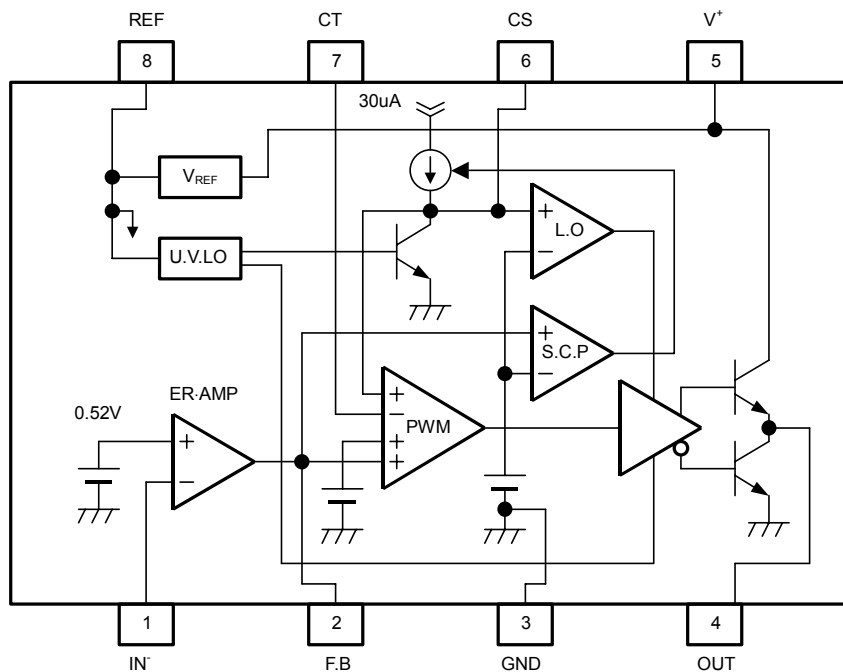 REF CT CS V+
8 7 6 5
30uA
VREF
+
L.O
−
U.V.LO
+
S.C.P
−
ER·AMP
0.52V
+
−
+
−
PWM
+
+
1 2 3 4
IN- F.B GND OUT